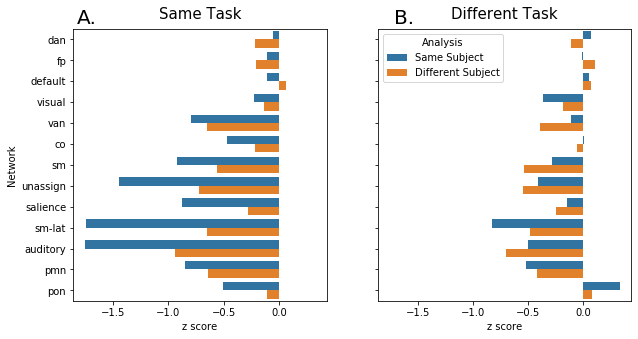 A.
Same Task
B.
Different Task
Network
dan
fp
default
visual
van
co
sm
unassign
salience
sm-lat
auditory
pmn
pon
Analysis
Same Subject
Different Subject
−1.5 −1.0 −0.5 0.0
z score
−1.5 −1.0 −0.5 0.0
z score